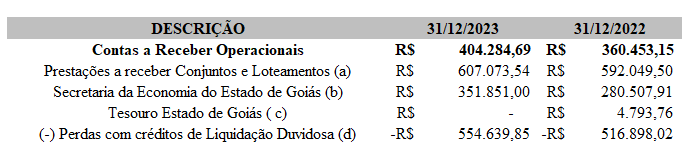 DESCRIÇÃO 31/12/2023 31/12/2022
Contas a Receber Operacionais R$ 404.284,69 R$ 360.453,15
Prestações a receber Conjuntos e Loteamentos (a) R$ 607.073,54 R$ 592.049,50
Secretaria da Economia do Estado de Goiás (b) R$ 351.851,00 R$ 280.507,91
Tesouro Estado de Goiás ( c) R$ - R$ 4.793,76
(-) Perdas com créditos de Liquidação Duvidosa (d) -R$ 554.639,85 -R$ 516.898,02